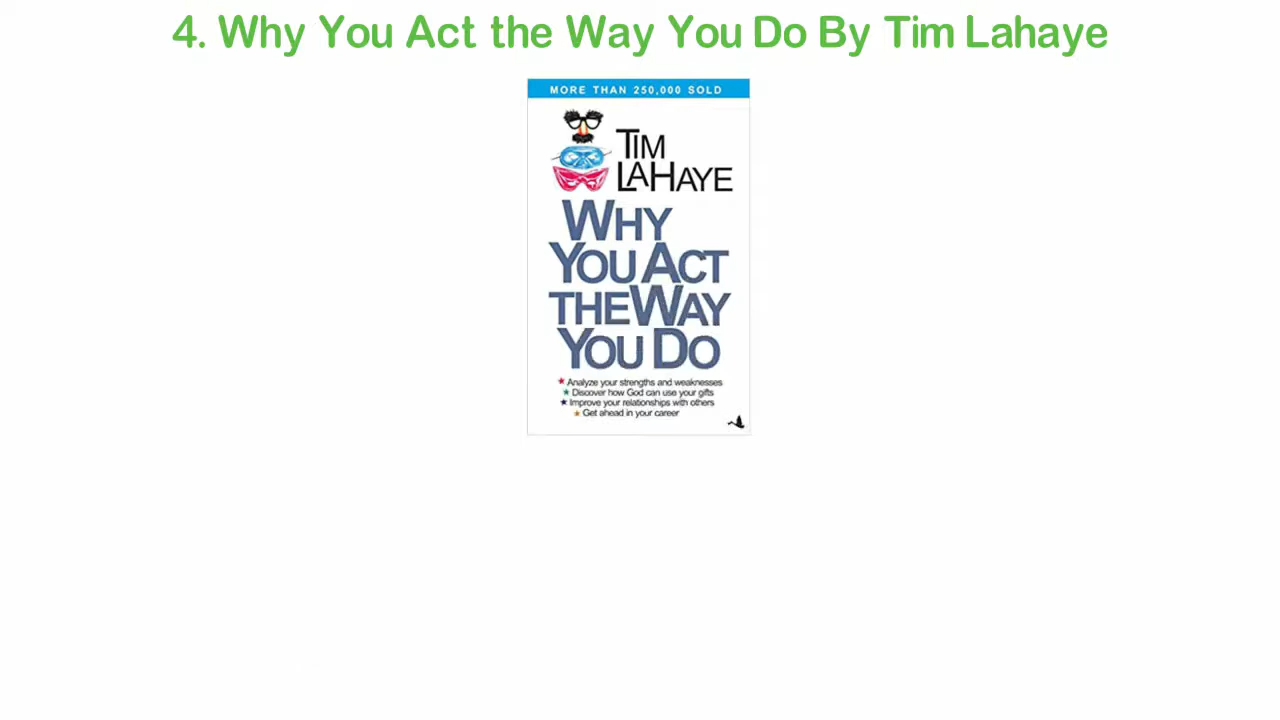 4. Why You Act the Way You Do By Tim Lahaye
MORE THAN 250,000 SOLD
TIM
LAHAYE
WHY
YOU ACT
THE WAY
YOU DO
Analyze your strengths and weaknesses
Discover how God can use your gifts
Improve your relationships with others
Get ahead in your career